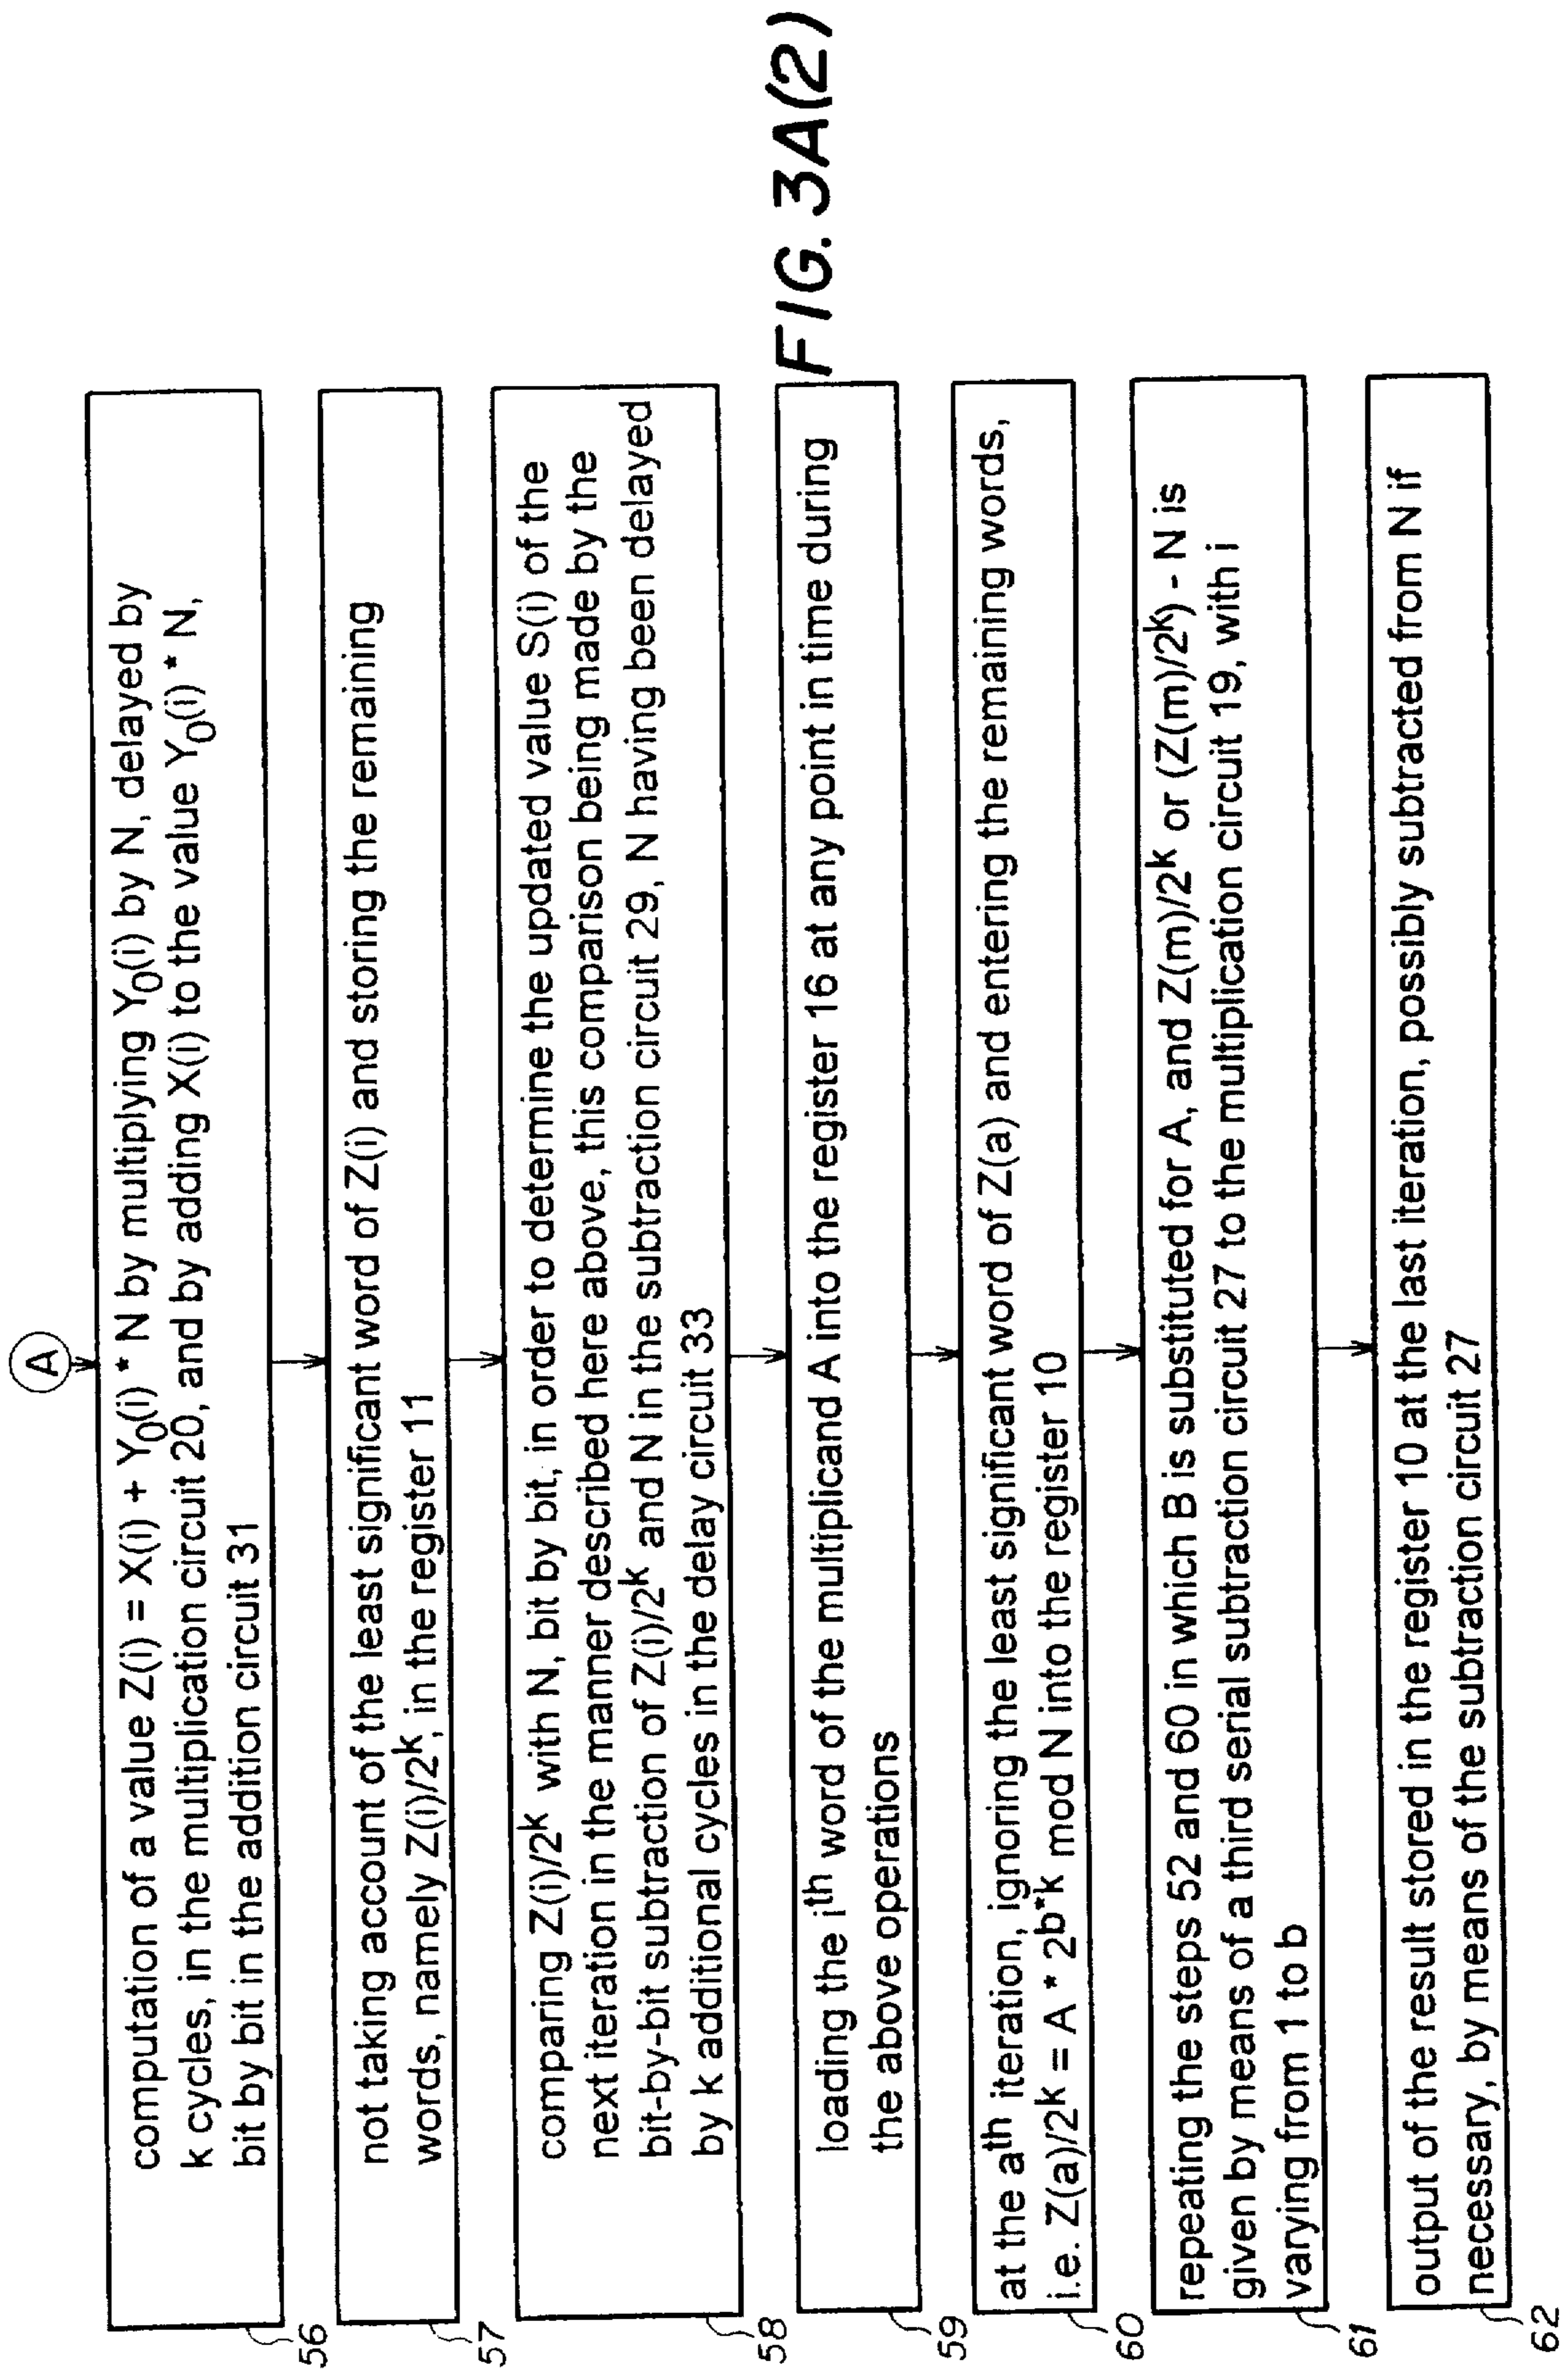 A
computation of a value Z(i) = X(i) + Y0(i) * N by multiplying Y0(i) by N, delayed by
k cycles, in the multiplication circuit 20, and by adding X(i) to the value Y0(i) * N,
bit by bit in the addition circuit 31
56
not taking account of the least significant word of Z(i) and storing the remaining
words, namely Z(i)/2k, in the register 11
57
comparing Z(i)/2k with N, bit by bit, in order to determine the updated value S(i) of the
next iteration in the manner described here above, this comparison being made by the
bit-by-bit subtraction of Z(i)/2k and N in the subtraction circuit 29, N having been delayed
by k additional cycles in the delay circuit 33
58
loading the ith word of the multiplicand A into the register 16 at any point in time during
the above operations
59
at the ath iteration, ignoring the least significant word of Z(a) and entering the remaining words,
i.e. Z(a)/2k = A * 2b*k mod N into the register 10
60
repeating the steps 52 and 60 in which B is substituted for A, and Z(m)/2k or (Z(m)/2k) - N is
given by means of a third serial subtraction circuit 27 to the multiplication circuit 19, with i
varying from 1 to b
61
output of the result stored in the register 10 at the last iteration, possibly subtracted from N if
necessary, by means of the subtraction circuit 27
62
FIG. 3A(2)